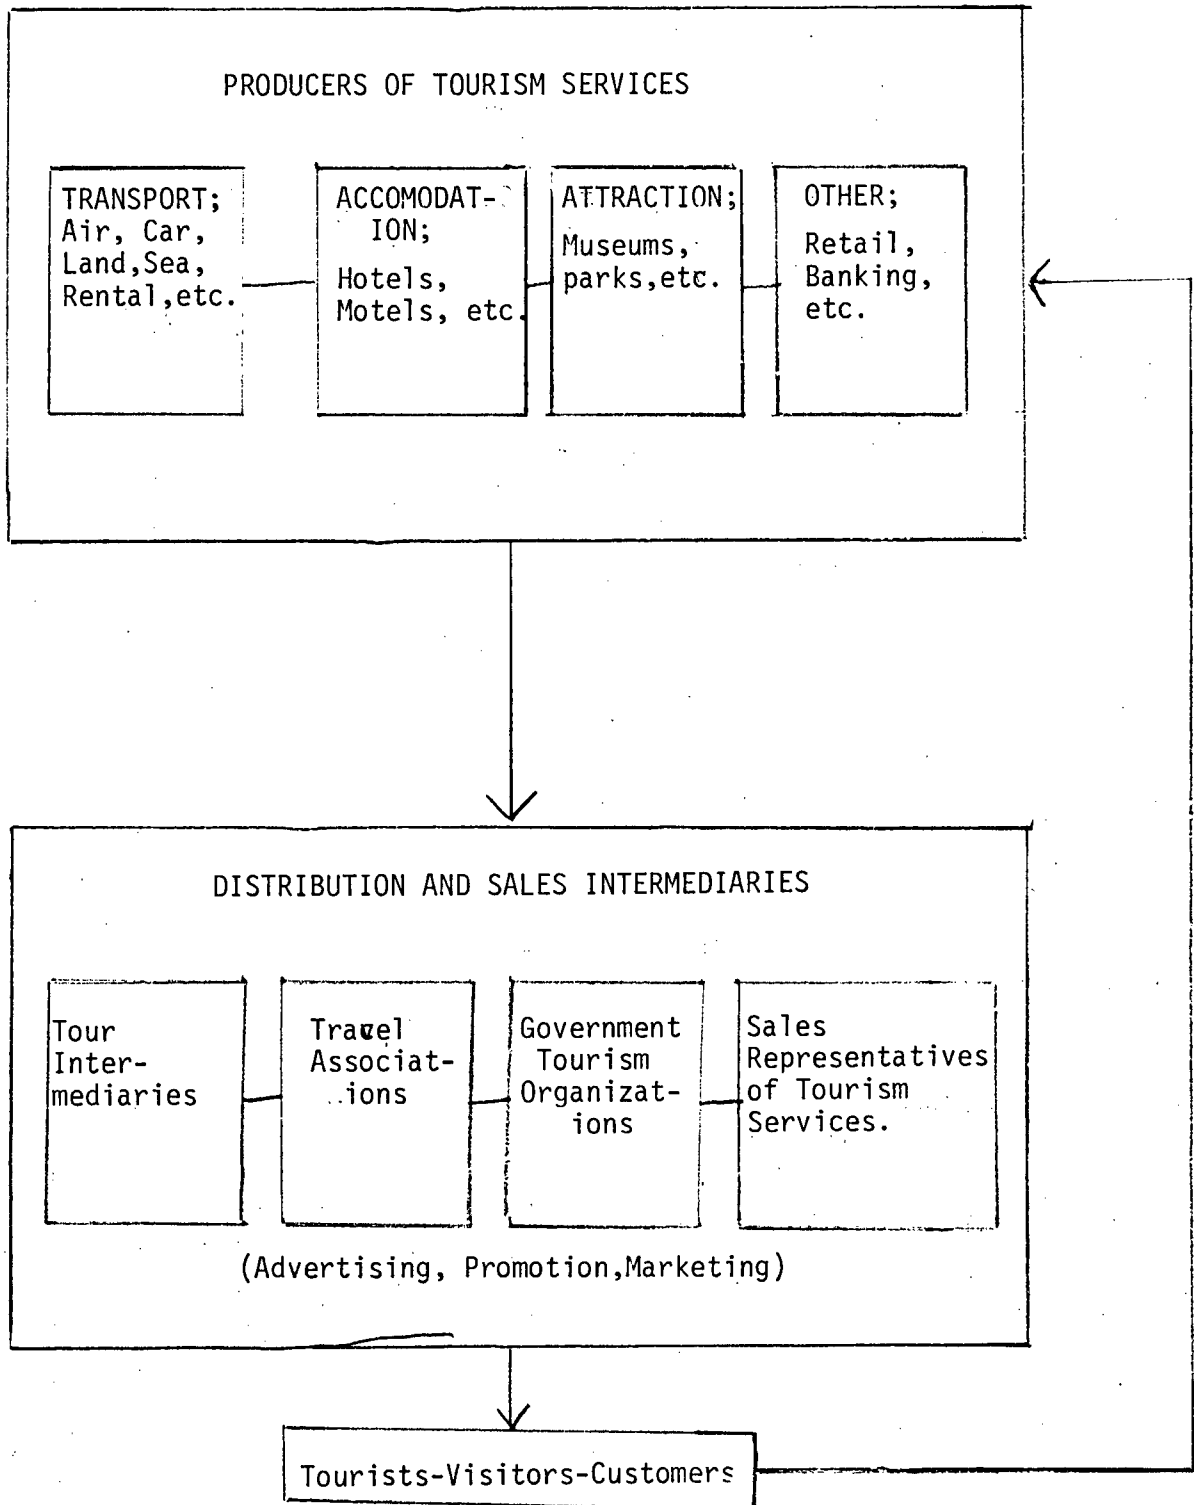 PRODUCERS OF TOURISM SERVICES
TRANSPORT;
Air, Car,
Land,Sea,
Rental,etc.
ACCOMODAT-
ION;
Hotels,
Motels, etc.
ATTRACTION;
Museums,
parks,etc.
OTHER;
Retail,
Banking,
etc.
DISTRIBUTION AND SALES INTERMEDIARIES
Tour
Inter-
mediaries
Travel
Associat-
ions
Government
Tourism
Organizat-
ions
Sales
Representatives
of Tourism
Services.
(Advertising, Promotion,Marketing)
Tourists-Visitors-Customers